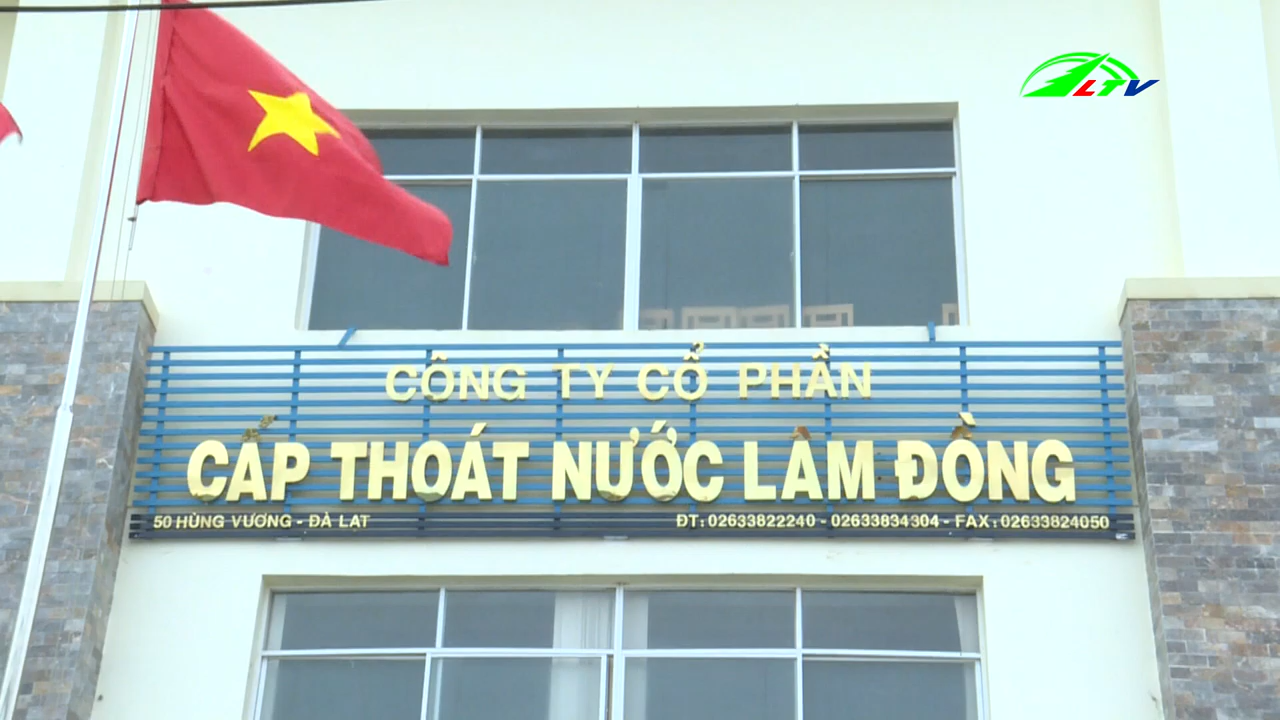 LTV
CÔNG TY CỔ PHẦN
CẤP THOÁT NƯỚC LÂM ĐỒNG
50 HÙNG VƯƠNG - ĐÀ LẠT
ĐT: 02633822240 - 02633834304 - FAX: 02633824050